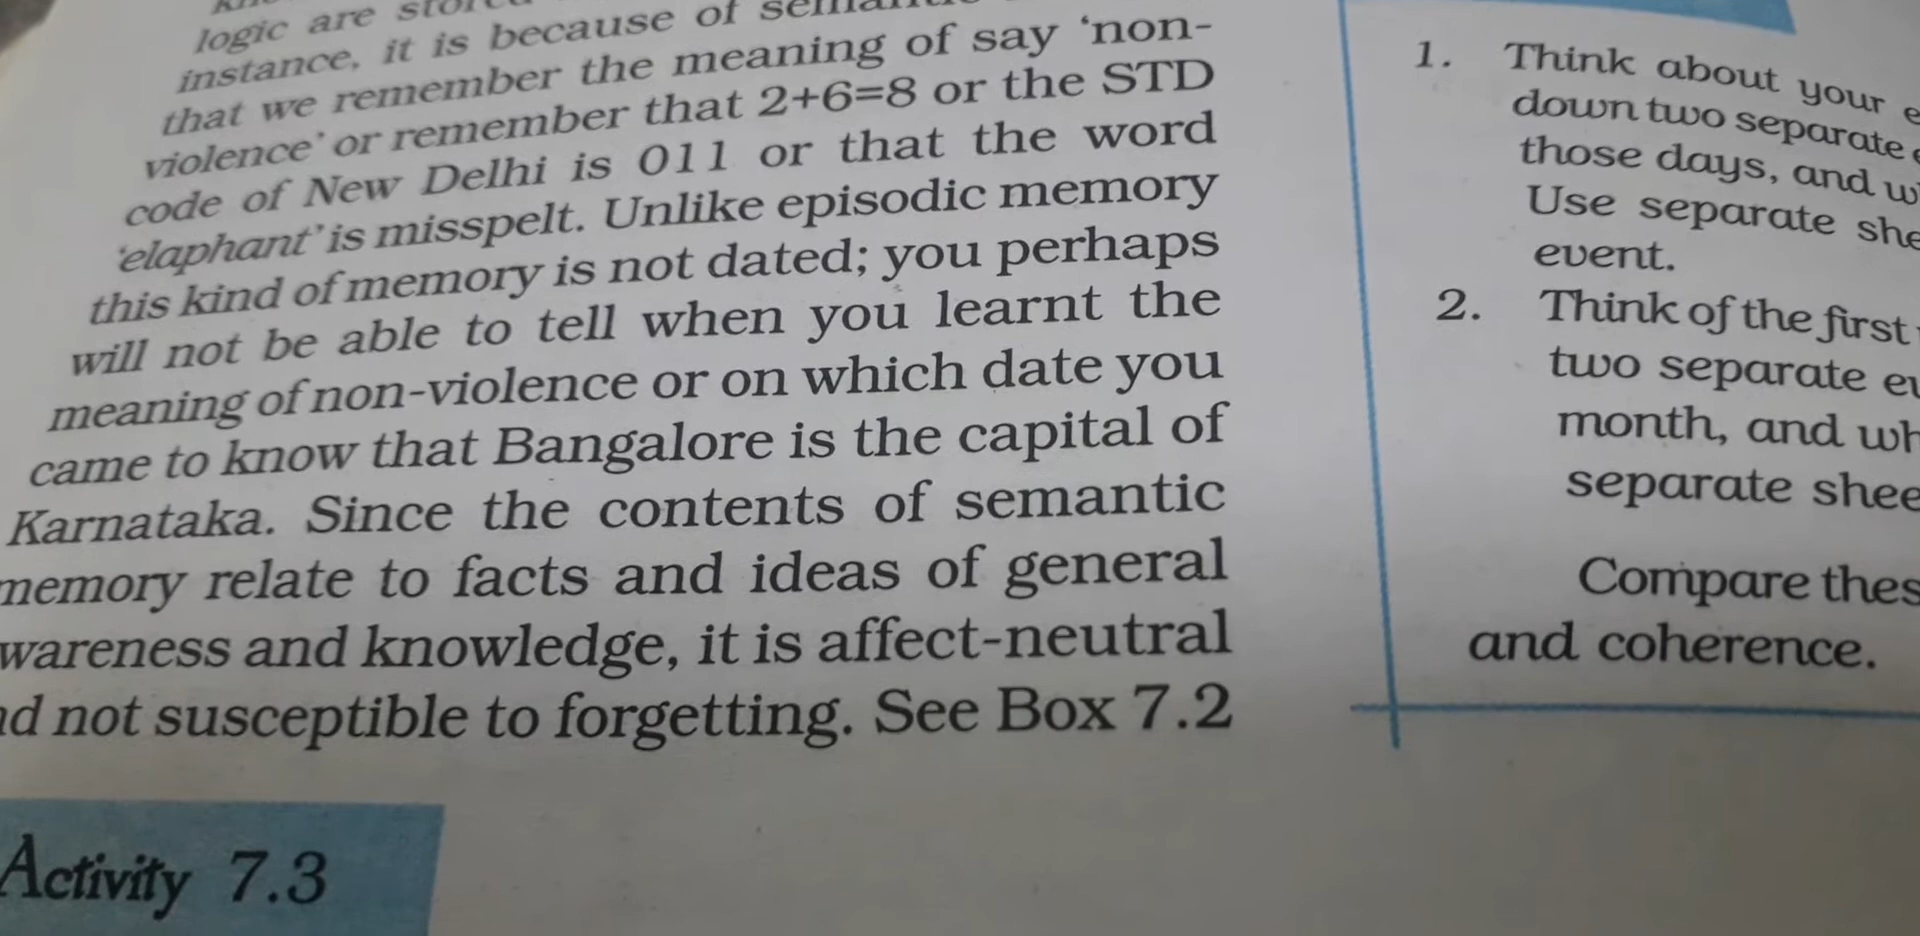 logic are
instance, it is because of
that we remember the meaning of say ‘non-
violence’ or remember that 2+6=8 or the STD
code of New Delhi is 011 or that the word
‘elaphant’ is misspelt. Unlike episodic memory
this kind of memory is not dated; you perhaps
will not be able to tell when you learnt the
meaning of non-violence or on which date you
came to know that Bangalore is the capital of
Karnataka. Since the contents of semantic
memory relate to facts and ideas of general
wareness and knowledge, it is affect-neutral
nd not susceptible to forgetting. See Box 7.2
Activity 7.3
1. Think about your e
down two separate
those days, and w
Use separate she
event.
2. Think of the first
two separate ev
month, and wh
separate shee
Compare thes
and coherence.